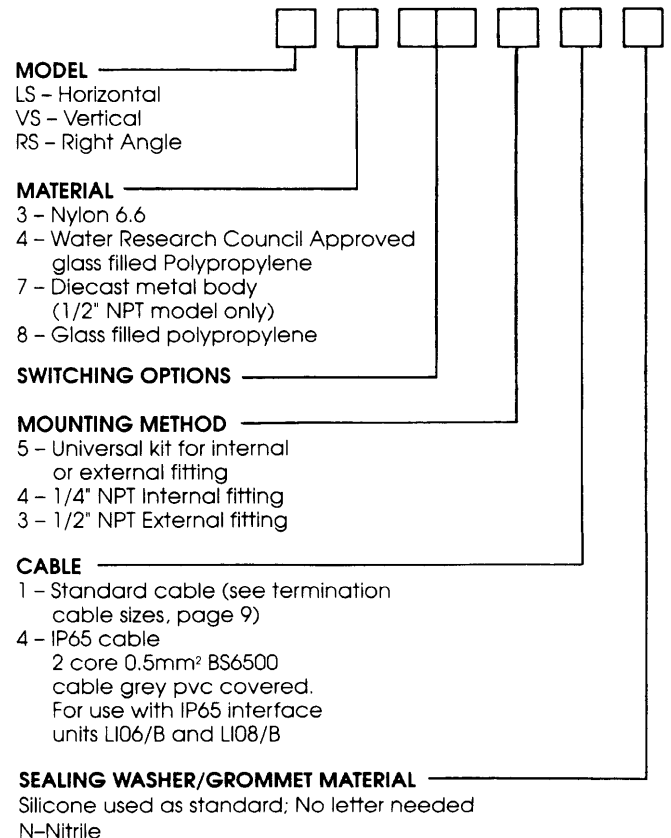 MODEL
LS – Horizontal
VS – Vertical
RS – Right Angle
MATERIAL
3 – Nylon 6.6
4 – Water Research Council Approved
glass filled Polypropylene
7 – Diecast metal body
(1/2" NPT model only)
8 – Glass filled polypropylene
SWITCHING OPTIONS
MOUNTING METHOD
5 – Universal kit for internal
or external fitting
4 – 1/4" NPT Internal fitting
3 – 1/2" NPT External fitting
CABLE
1 – Standard cable (see termination
cable sizes, page 9)
4 – IP65 cable
2 core 0.5mm² BS6500
cable grey pvc covered.
For use with IP65 interface
units LI06/B and LI08/B
SEALING WASHER/GROMMET MATERIAL
Silicone used as standard; No letter needed
N–Nitrile